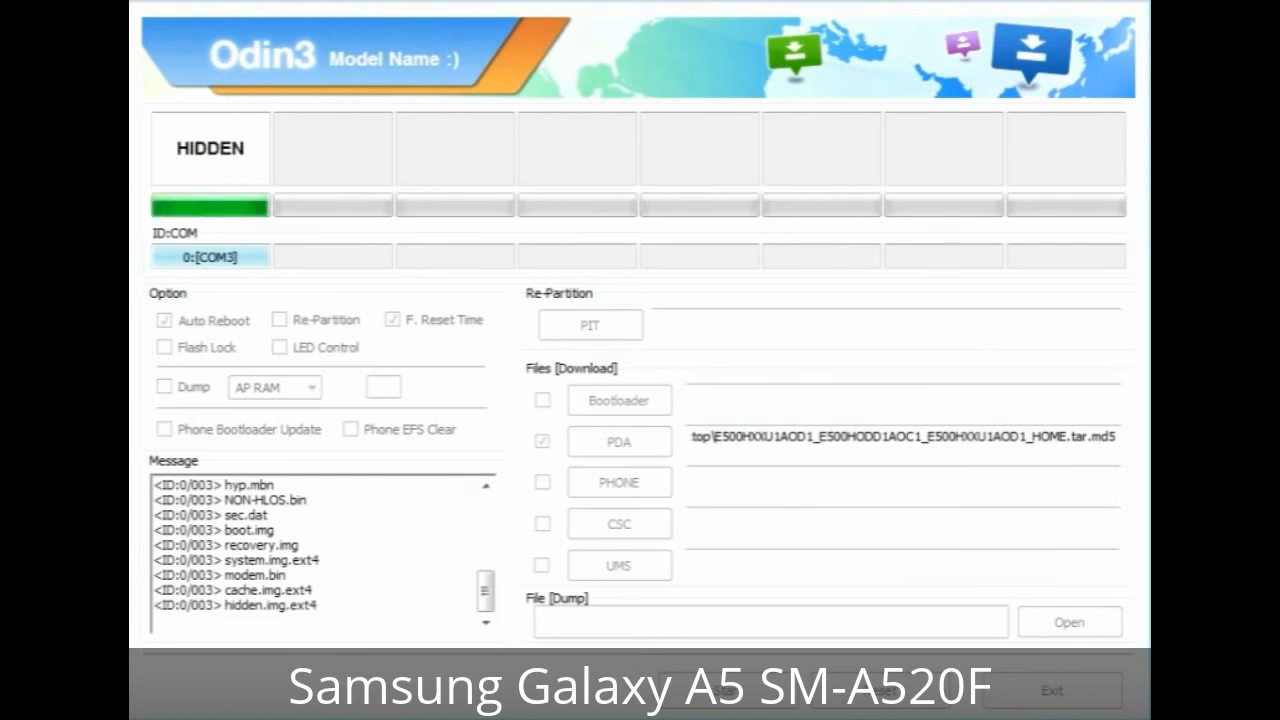 Odin3 Model Name :)
HIDDEN
ID:COM
0:[COM3]
Option
Auto Reboot Re-Partition F. Reset Time
Flash Lock LED Control
Dump AP RAM
Phone Bootloader Update Phone EFS Clear
Message
<ID:0/003> hyp.mbn
<ID:0/003> NON-HLOS.bin
<ID:0/003> sec.dat
<ID:0/003> boot.img
<ID:0/003> recovery.img
<ID:0/003> system.img.ext4
<ID:0/003> modem.bin
<ID:0/003> cache.img.ext4
<ID:0/003> hidden.img.ext4
Re-Partition
PIT
Files [Download]
Bootloader
PDA top\E500HXXU1AOD1_E500HODD1AOC1_E500HXXU1AOD1_HOME.tar.md5
PHONE
CSC
UMS
File [Dump]
Open
Start Reset Exit
Samsung Galaxy A5 SM-A520F